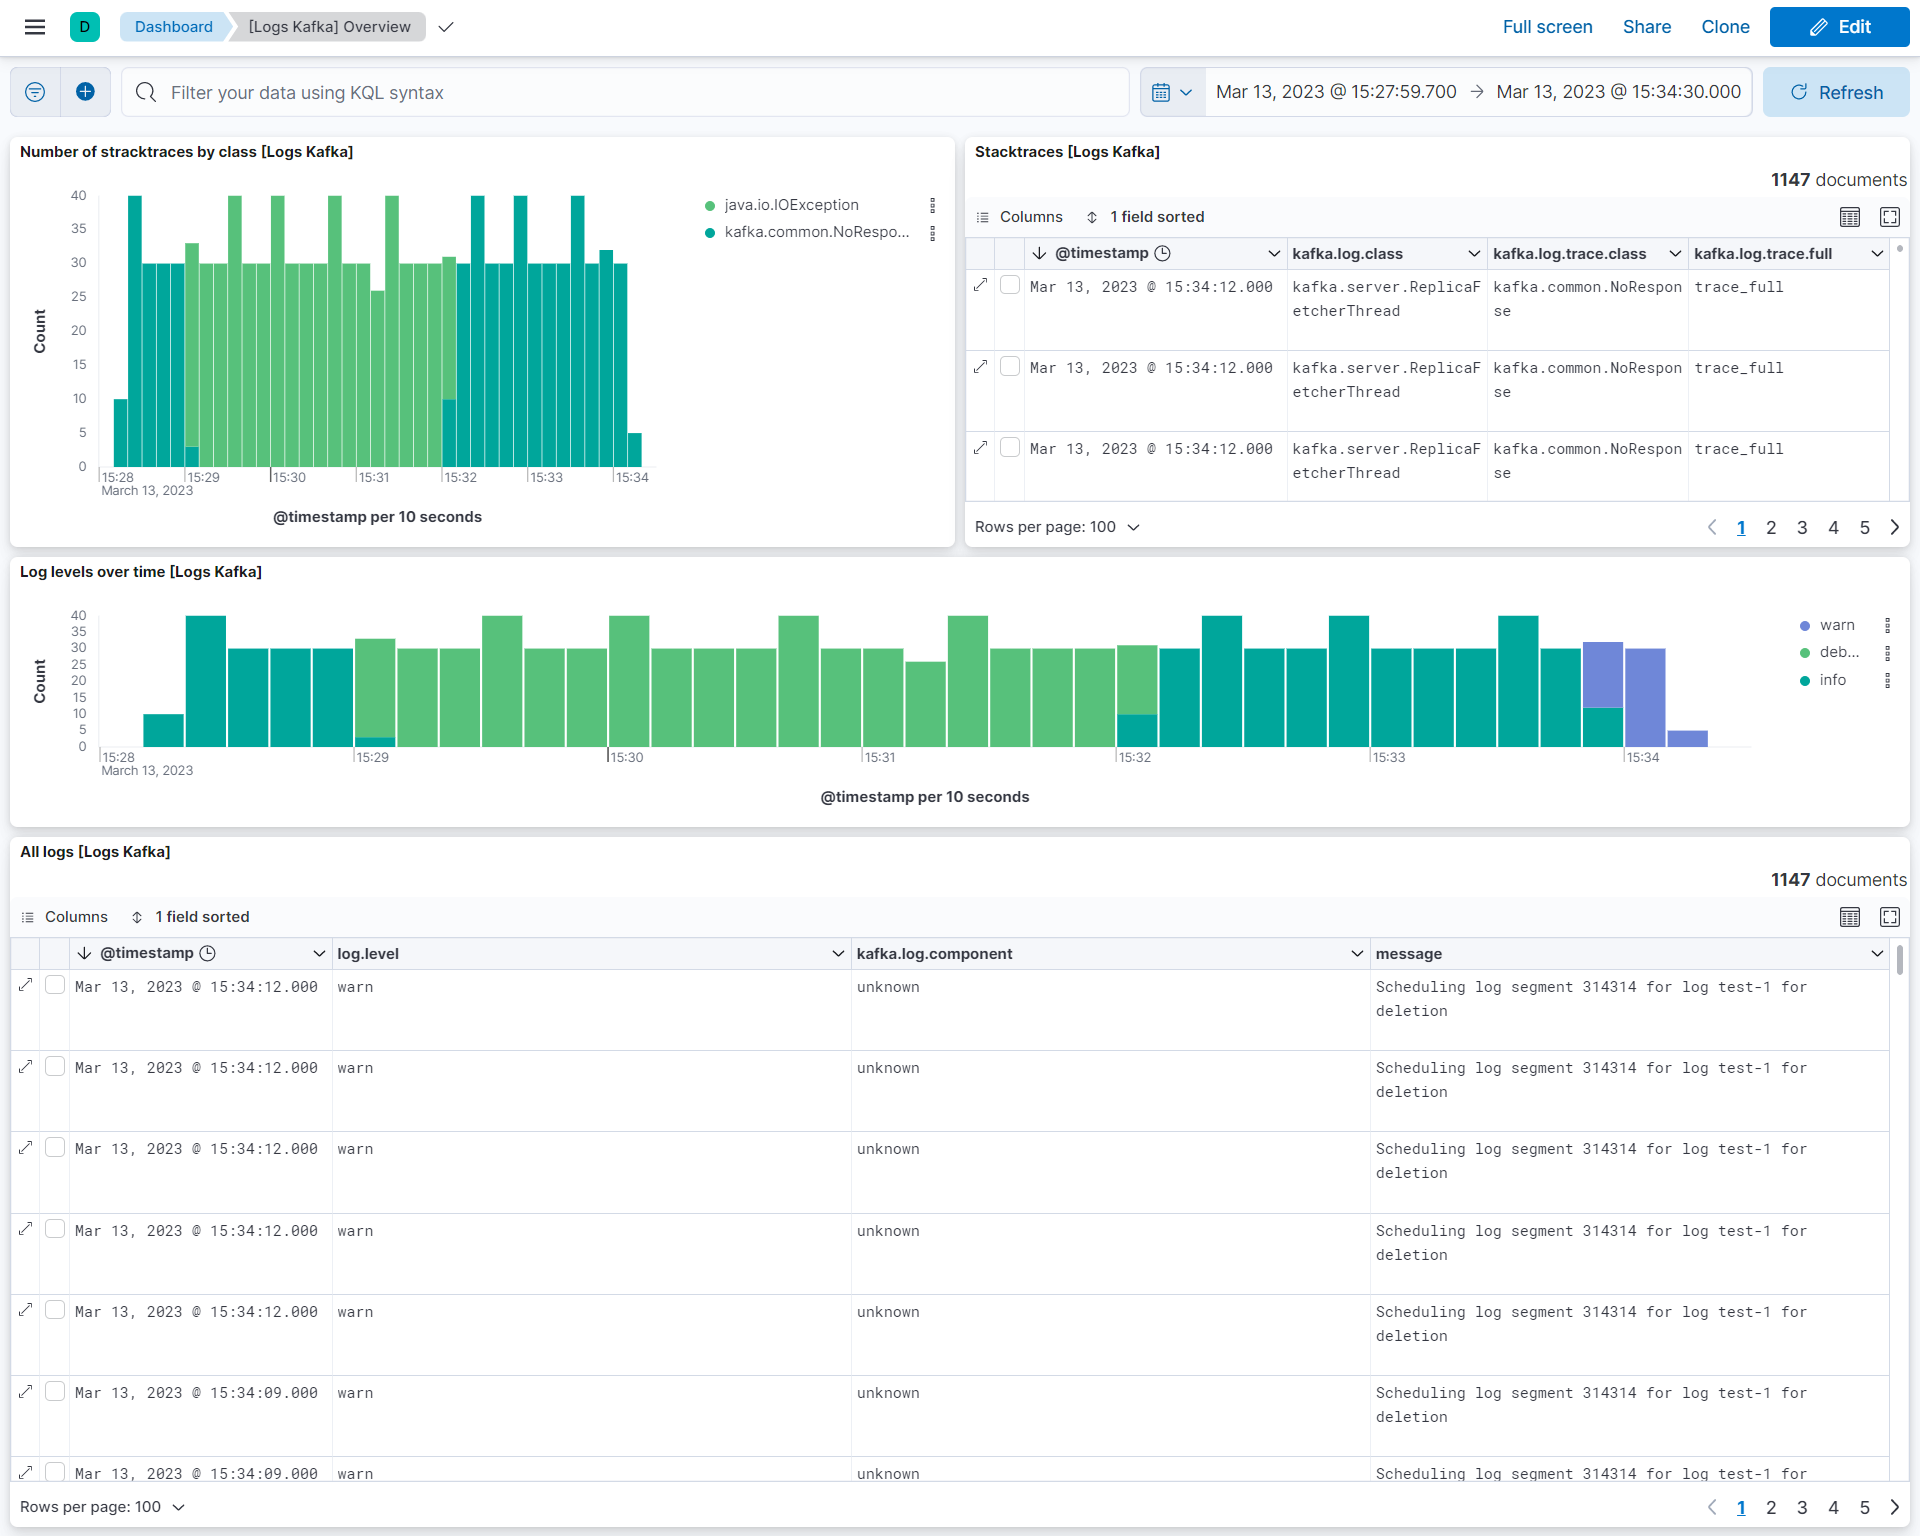 D
Dashboard
[Logs Kafka] Overview
Full screen
Share
Clone
Edit
Filter your data using KQL syntax
Mar 13, 2023 @ 15:27:59.700 → Mar 13, 2023 @ 15:34:30.000
Refresh
Number of stracktraces by class [Logs Kafka]
40
35
30
25
20
15
10
5
0
Count
15:28
15:29
15:30
15:31
15:32
15:33
15:34
March 13, 2023
@timestamp per 10 seconds
java.io.IOException
kafka.common.NoRespo...
Stacktraces [Logs Kafka]
1147 documents
Columns
1 field sorted
@timestamp
kafka.log.class
kafka.log.trace.class
kafka.log.trace.full
Mar 13, 2023 @ 15:34:12.000
kafka.server.ReplicaF
etcherThread
kafka.common.NoRespon
se
trace_full
Mar 13, 2023 @ 15:34:12.000
kafka.server.ReplicaF
etcherThread
kafka.common.NoRespon
se
trace_full
Mar 13, 2023 @ 15:34:12.000
kafka.server.ReplicaF
etcherThread
kafka.common.NoRespon
se
trace_full
Rows per page: 100
1 2 3 4 5
Log levels over time [Logs Kafka]
40
35
30
25
20
15
10
5
0
Count
15:28
15:29
15:30
15:31
15:32
15:33
15:34
March 13, 2023
@timestamp per 10 seconds
warn
deb...
info
All logs [Logs Kafka]
1147 documents
Columns
1 field sorted
@timestamp
log.level
kafka.log.component
message
Mar 13, 2023 @ 15:34:12.000
warn
unknown
Scheduling log segment 314314 for log test-1 for
deletion
Mar 13, 2023 @ 15:34:12.000
warn
unknown
Scheduling log segment 314314 for log test-1 for
deletion
Mar 13, 2023 @ 15:34:12.000
warn
unknown
Scheduling log segment 314314 for log test-1 for
deletion
Mar 13, 2023 @ 15:34:12.000
warn
unknown
Scheduling log segment 314314 for log test-1 for
deletion
Mar 13, 2023 @ 15:34:12.000
warn
unknown
Scheduling log segment 314314 for log test-1 for
deletion
Mar 13, 2023 @ 15:34:09.000
warn
unknown
Scheduling log segment 314314 for log test-1 for
deletion
Mar 13, 2023 @ 15:34:09.000
warn
unknown
Scheduling log segment 314314 for log test-1 for
Rows per page: 100
1 2 3 4 5